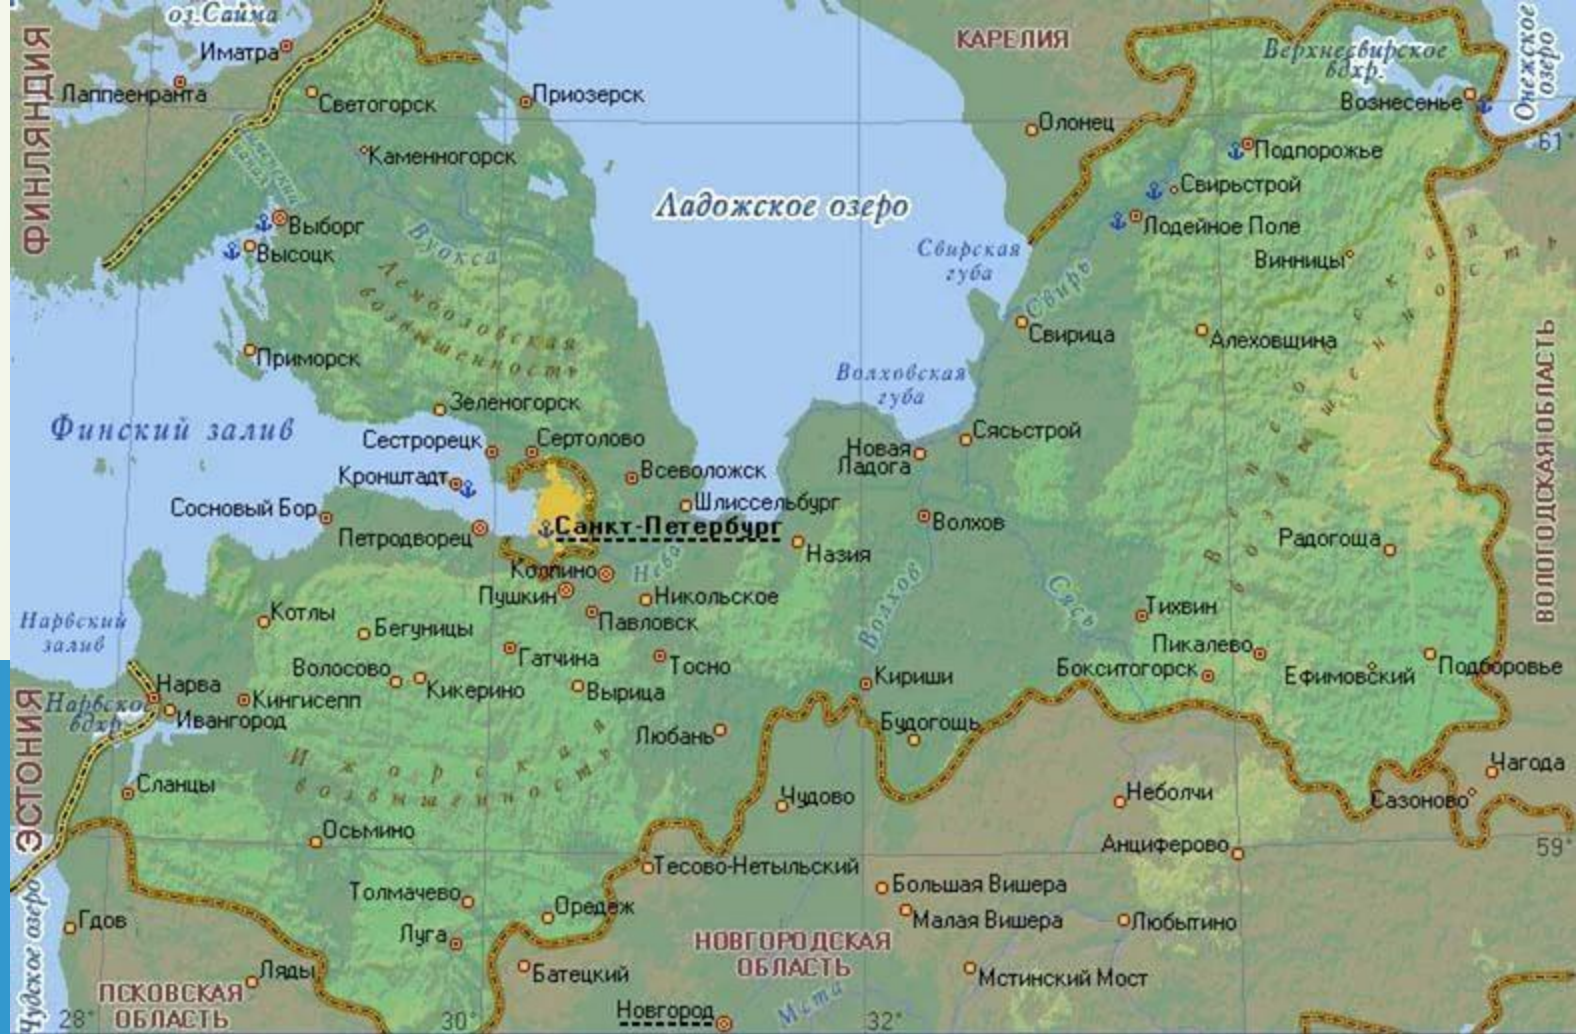 оз.Сайма
ФИНЛЯНДИЯ
Иматра
Лаппеенранта
Светогорск
Приозерск
Каменногорск
КАРЕЛИЯ
Олонец
Верхнесвирское
вдхр.
Вознесенье
Онежское
озеро
61°
Подпорожье
Свирьстрой
Лодейное Поле
Винницы
Выборг
Высоцк
Вуокса
Ладожское озеро
Свирская
губа
Свирь
Свирица
Алеховщина
Лемболовская
возвышенность
Приморск
Волховская
губа
Зеленогорск
Финский залив
Сестрорецк
Сертолово
Кронштадт
Всеволожск
Шлиссельбург
Сосновый Бор
Петродворец
Санкт-Петербург
Новая
Ладога
Сясьстрой
Волхов
Назия
Вепсовская
возвышенность
ВОЛОГОДСКАЯ ОБЛАСТЬ
Радогоща
Колпино
Нева
Пушкин
Никольское
Павловск
Волхов
Сясь
Тихвин
Пикалево
Бокситогорск
Ефимовский
Подборовье
Нарвский
залив
Котлы
Бегуницы
Гатчина
Тосно
Волосово
Кикерино
Вырица
Кириши
Нарва
Нарвское
вдхр.
Ивангород
Кингисепп
Любань
Будогощь
ЭСТОНИЯ
Ижорская
возвышенность
Сланцы
Чудово
Неболчи
Чагода
Сазоново
Осьмино
Анциферово
59°
Тесово-Нетыльский
Большая Вишера
Малая Вишера
Любытино
Толмачево
Оредеж
Луга
Чудское озеро
Гдов
НОВГОРОДСКАЯ
ОБЛАСТЬ
Ляды
Батецкий
Мстинский Мост
ПСКОВСКАЯ
ОБЛАСТЬ
Новгород
Мста
28°
30°
32°